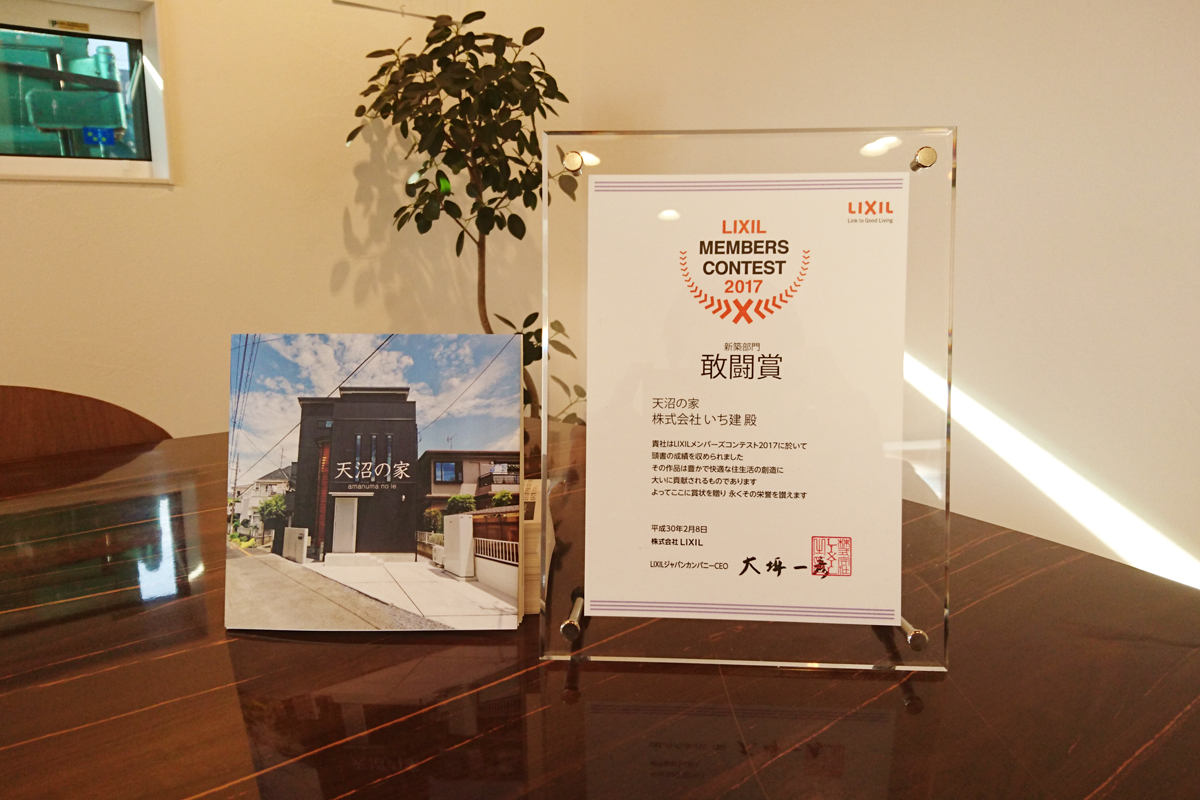 天沼の家
amanuma no ie
LIXIL
Link to Good Living
LIXIL
MEMBERS
CONTEST
2017
新築部門
敢闘賞
天沼の家
株式会社 いち建 殿
貴社はLIXILメンバーズコンテスト2017に於いて
頭書の成績を収められました
その作品は豊かで快適な住生活の創造に
大いに貢献されるものであります
よってここに賞状を贈り 永くその栄誉を讃えます
平成30年2月8日
株式会社 LIXIL
LIXILジャパンカンパニーCEO 大坪 一彦